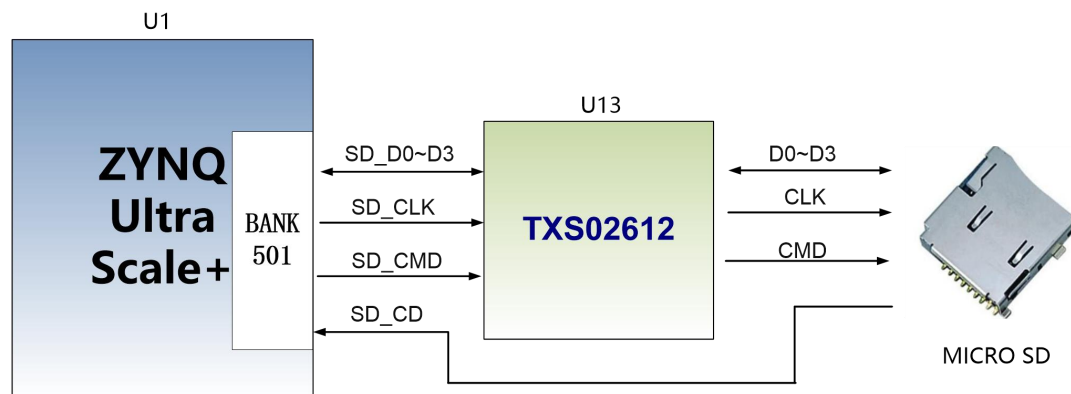 U1
U13
ZYNQ
Ultra
Scale+
BANK
501
SD_D0~D3
SD_CLK
SD_CMD
SD_CD
TXS02612
D0~D3
CLK
CMD
MICRO SD